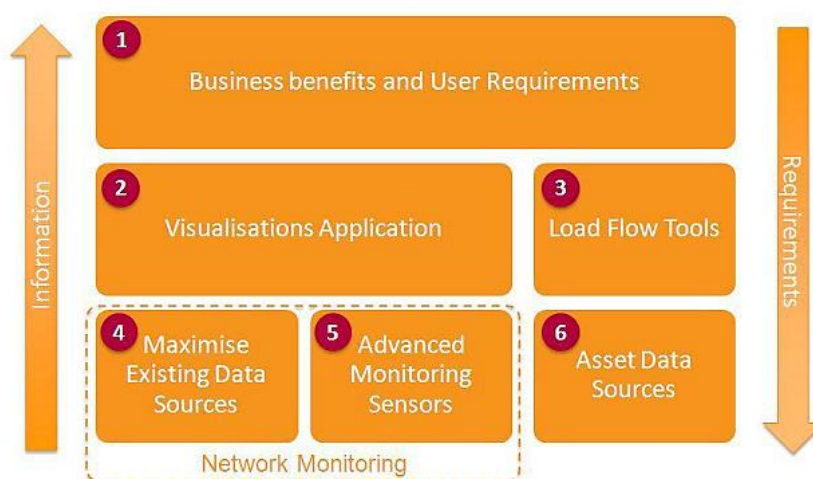 1
Business benefits and User Requirements
2
Visualisations Application
3
Load Flow Tools
4
Maximise
Existing Data
Sources
5
Advanced
Monitoring
Sensors
6
Asset Data
Sources
Network Monitoring
Information
Requirements